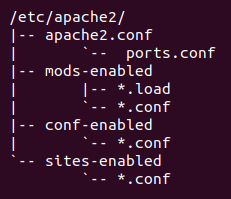 /etc/apache2/
|-- apache2.conf
|       `--  ports.conf
|-- mods-enabled
|       |-- *.load
|       `-- *.conf
|-- conf-enabled
|       `-- *.conf
`-- sites-enabled
        `-- *.conf